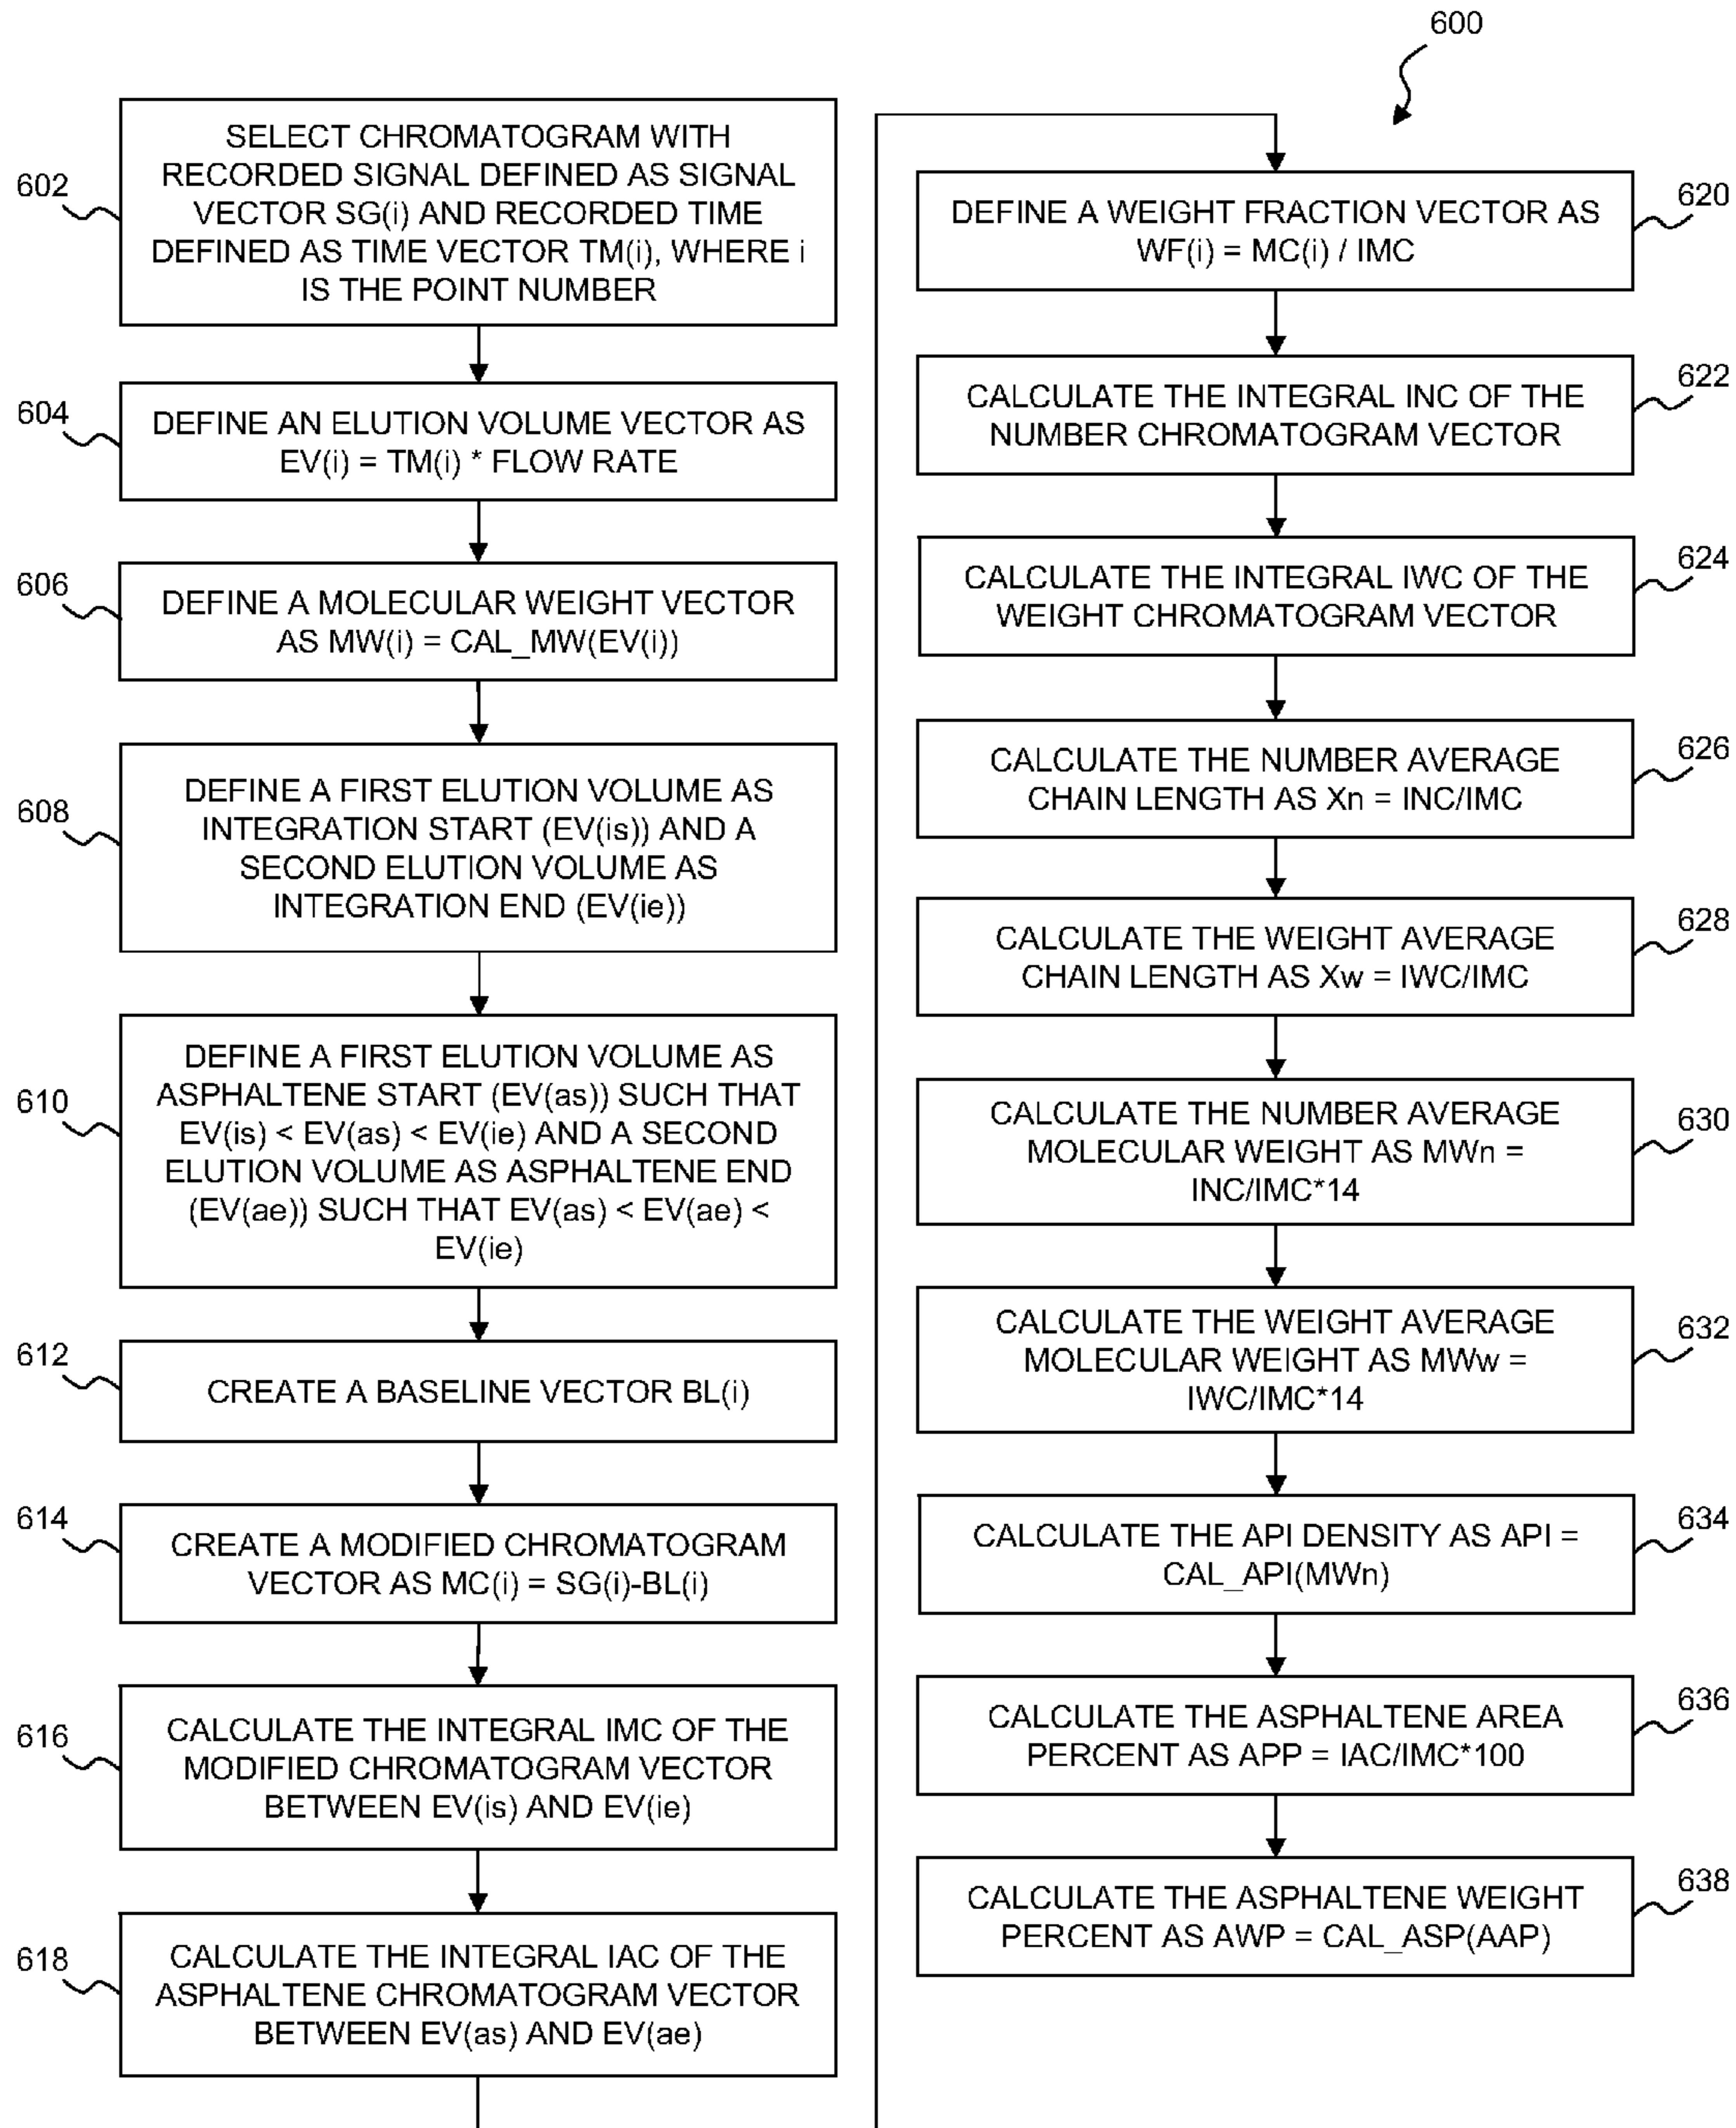 600
602
SELECT CHROMATOGRAM WITH
RECORDED SIGNAL DEFINED AS SIGNAL
VECTOR SG(i) AND RECORDED TIME
DEFINED AS TIME VECTOR TM(i), WHERE i
IS THE POINT NUMBER
604
DEFINE AN ELUTION VOLUME VECTOR AS
EV(i) = TM(i) * FLOW RATE
606
DEFINE A MOLECULAR WEIGHT VECTOR
AS MW(i) = CAL_MW(EV(i))
608
DEFINE A FIRST ELUTION VOLUME AS
INTEGRATION START (EV(is)) AND A
SECOND ELUTION VOLUME AS
INTEGRATION END (EV(ie))
610
DEFINE A FIRST ELUTION VOLUME AS
ASPHALTENE START (EV(as)) SUCH THAT
EV(is) < EV(as) < EV(ie) AND A SECOND
ELUTION VOLUME AS ASPHALTENE END
(EV(ae)) SUCH THAT EV(as) < EV(ae) <
EV(ie)
612
CREATE A BASELINE VECTOR BL(i)
614
CREATE A MODIFIED CHROMATOGRAM
VECTOR AS MC(i) = SG(i)-BL(i)
616
CALCULATE THE INTEGRAL IMC OF THE
MODIFIED CHROMATOGRAM VECTOR
BETWEEN EV(is) AND EV(ie)
618
CALCULATE THE INTEGRAL IAC OF THE
ASPHALTENE CHROMATOGRAM VECTOR
BETWEEN EV(as) AND EV(ae)
DEFINE A WEIGHT FRACTION VECTOR AS
WF(i) = MC(i) / IMC
620
CALCULATE THE INTEGRAL INC OF THE
NUMBER CHROMATOGRAM VECTOR
622
CALCULATE THE INTEGRAL IWC OF THE
WEIGHT CHROMATOGRAM VECTOR
624
CALCULATE THE NUMBER AVERAGE
CHAIN LENGTH AS Xn = INC/IMC
626
CALCULATE THE WEIGHT AVERAGE
CHAIN LENGTH AS Xw = IWC/IMC
628
CALCULATE THE NUMBER AVERAGE
MOLECULAR WEIGHT AS MWn =
INC/IMC*14
630
CALCULATE THE WEIGHT AVERAGE
MOLECULAR WEIGHT AS MWw =
IWC/IMC*14
632
CALCULATE THE API DENSITY AS API =
CAL_API(MWn)
634
CALCULATE THE ASPHALTENE AREA
PERCENT AS APP = IAC/IMC*100
636
CALCULATE THE ASPHALTENE WEIGHT
PERCENT AS AWP = CAL_ASP(AAP)
638